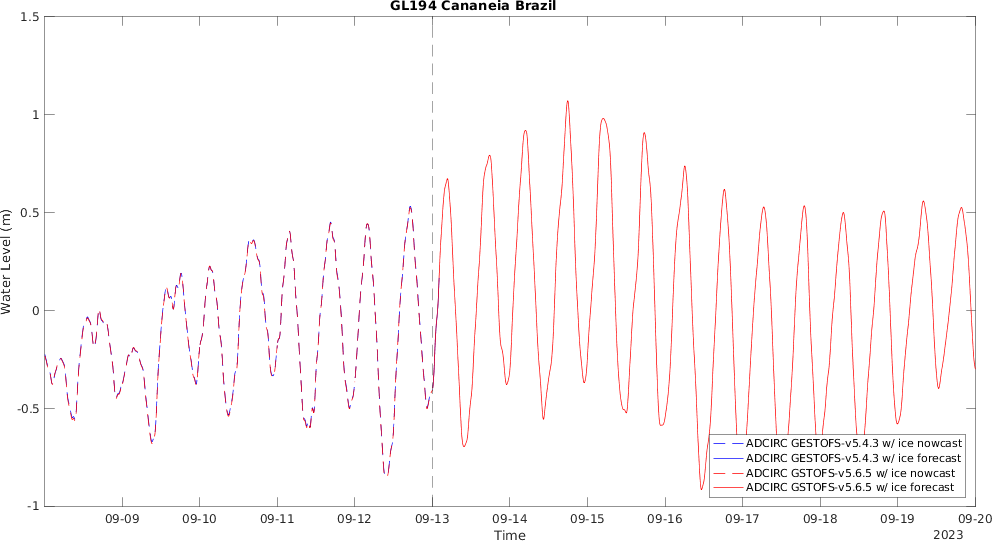 GL194 Cananeia Brazil
1.5
1
0.5
0
-0.5
-1
Water Level (m)
09-09 09-10 09-11 09-12 09-13 09-14 09-15 09-16 09-17 09-18 09-19 09-20
Time
2023
ADCIRC GESTOFS-v5.4.3 w/ ice nowcast
ADCIRC GESTOFS-v5.4.3 w/ ice forecast
ADCIRC GSTOFS-v5.6.5 w/ ice nowcast
ADCIRC GSTOFS-v5.6.5 w/ ice forecast